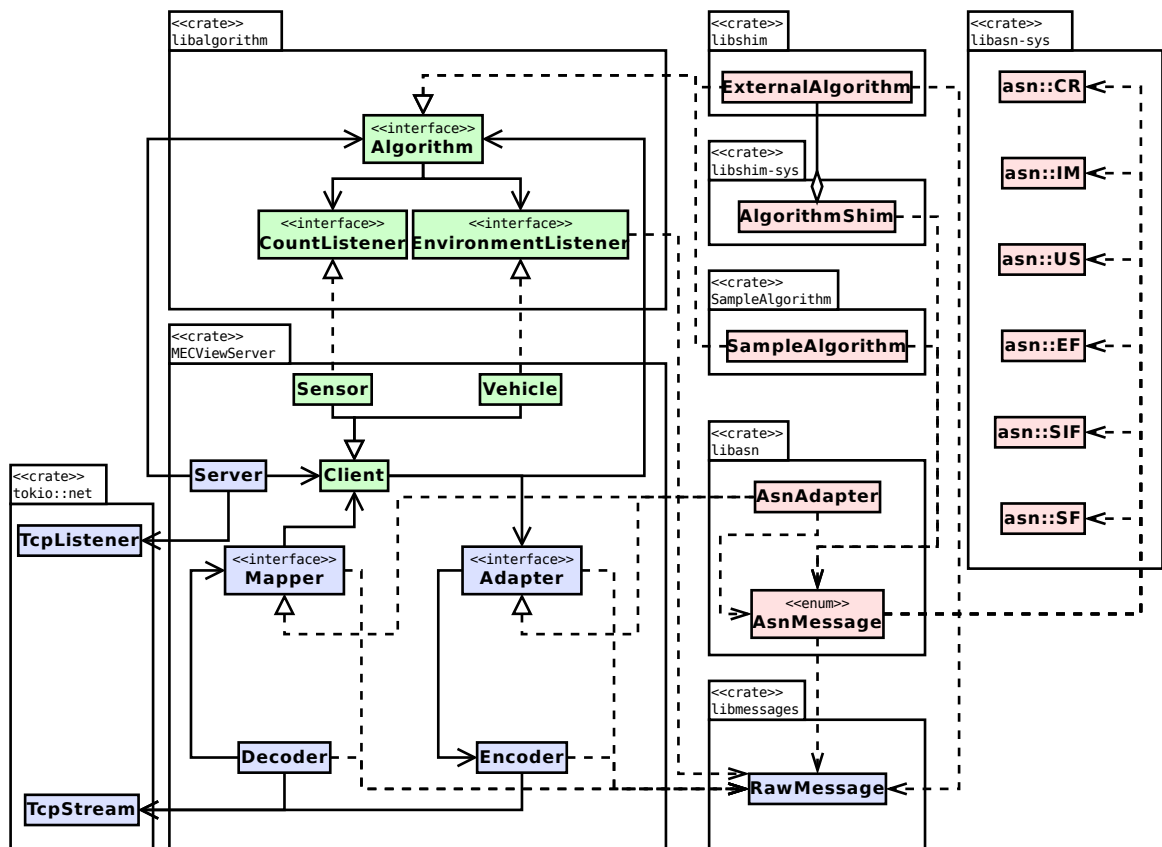 <<crate>>
libalgorithm
<<interface>>
Algorithm
<<interface>>
CountListener
<<interface>>
EnvironmentListener
<<crate>>
MECViewServer
Sensor
Vehicle
Server
Client
<<interface>>
Mapper
<<interface>>
Adapter
Decoder
Encoder
<<crate>>
tokio::net
TcpListener
TcpStream
<<crate>>
libshim
ExternalAlgorithm
<<crate>>
libshim-sys
AlgorithmShim
<<crate>>
SampleAlgorithm
SampleAlgorithm
<<crate>>
libasn
AsnAdapter
<<enum>>
AsnMessage
<<crate>>
libmessages
RawMessage
<<crate>>
libasn-sys
asn::CR
asn::IM
asn::US
asn::EF
asn::SIF
asn::SF